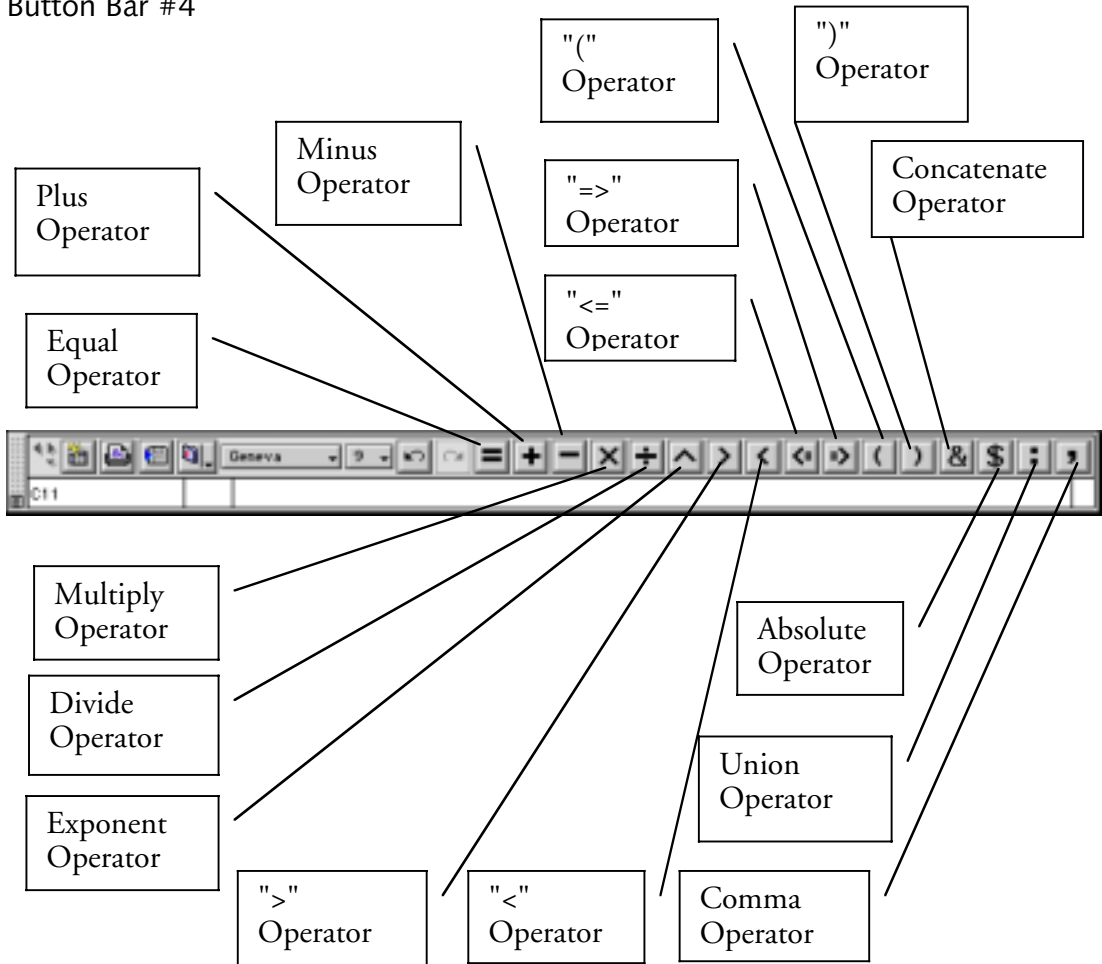 Button Bar #4
"("
Operator
")"
Operator
Minus
Operator
Concatenate
Operator
"=>"
Operator
Plus
Operator
"<="
Operator
Equal
Operator
Geneva 9 = + − × ÷ ^ > < <= => ( ) & $ : ,
C11
Multiply
Operator
Absolute
Operator
Divide
Operator
Union
Operator
Exponent
Operator
">"
Operator
"<"
Operator
Comma
Operator